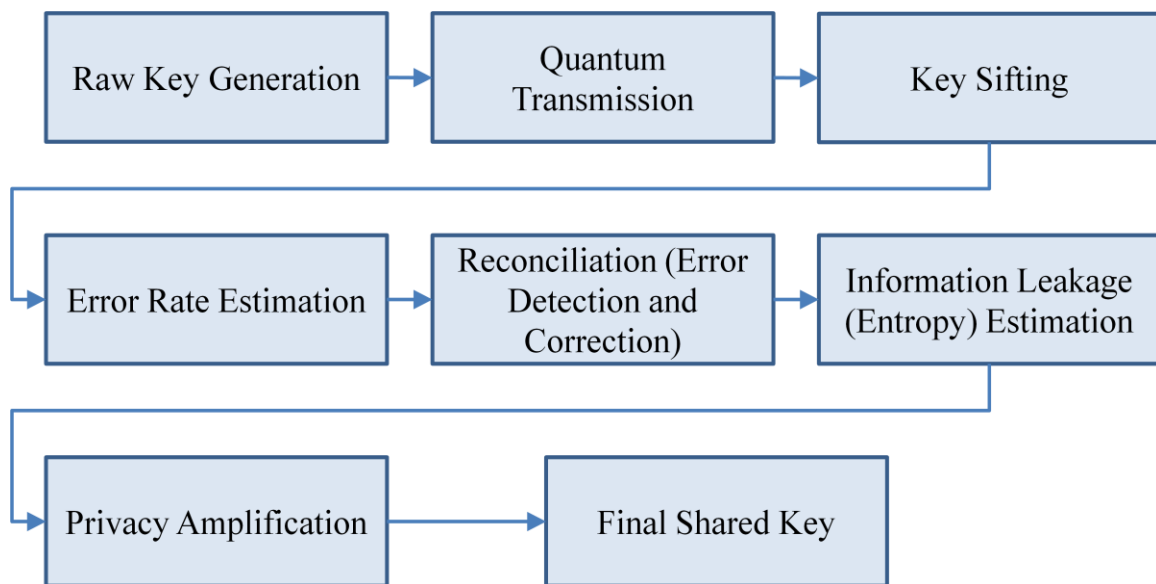 Raw Key Generation
Quantum
Transmission
Key Sifting
Error Rate Estimation
Reconciliation (Error
Detection and
Correction)
Information Leakage
(Entropy) Estimation
Privacy Amplification
Final Shared Key